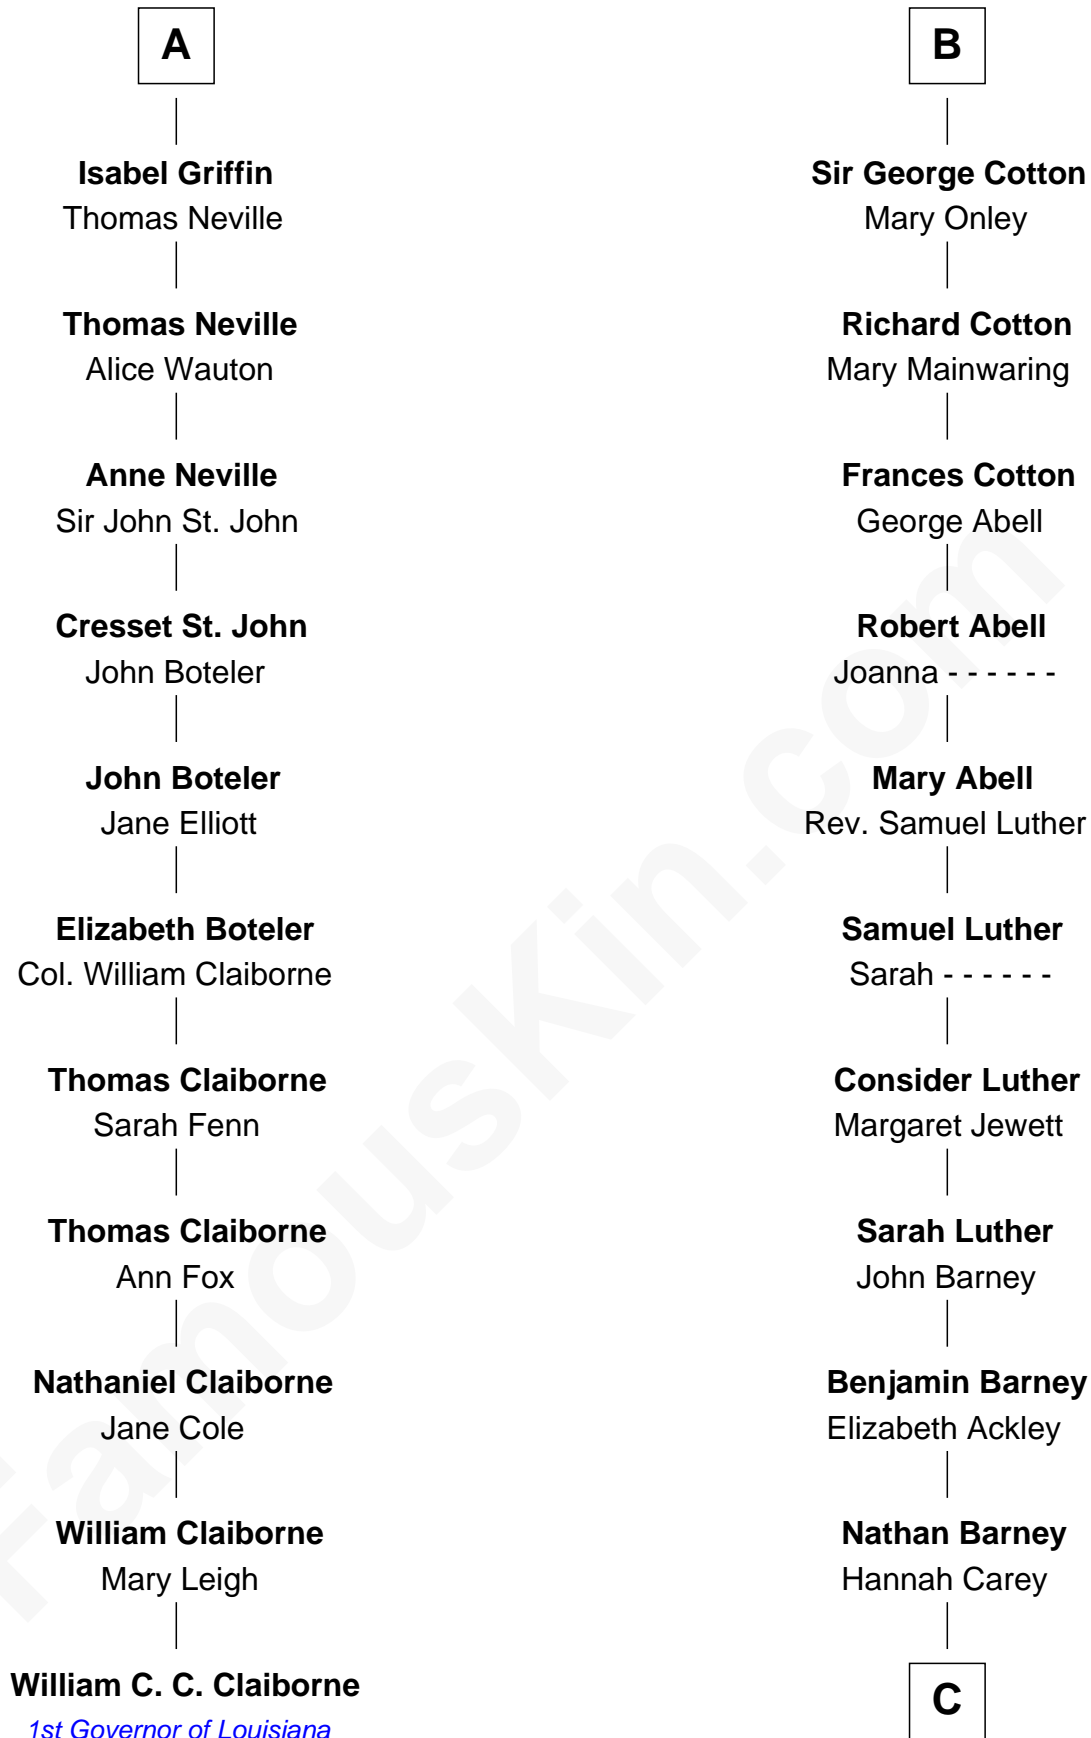 A
Isabel Griffin
Thomas Neville
Thomas Neville
Alice Wauton
Anne Neville
Sir John St. John
Cresset St. John
John Boteler
John Boteler
Jane Elliott
Elizabeth Boteler
Col. William Claiborne
Thomas Claiborne
Sarah Fenn
Thomas Claiborne
Ann Fox
Nathaniel Claiborne
Jane Cole
William Claiborne
Mary Leigh
William C. C. Claiborne
1st Governor of Louisiana
B
Sir George Cotton
Mary Onley
Richard Cotton
Mary Mainwaring
Frances Cotton
George Abell
Robert Abell
Joanna - - - - - -
Mary Abell
Rev. Samuel Luther
Samuel Luther
Sarah - - - - - -
Consider Luther
Margaret Jewett
Sarah Luther
John Barney
Benjamin Barney
Elizabeth Ackley
Nathan Barney
Hannah Carey
C
FamousKin.com